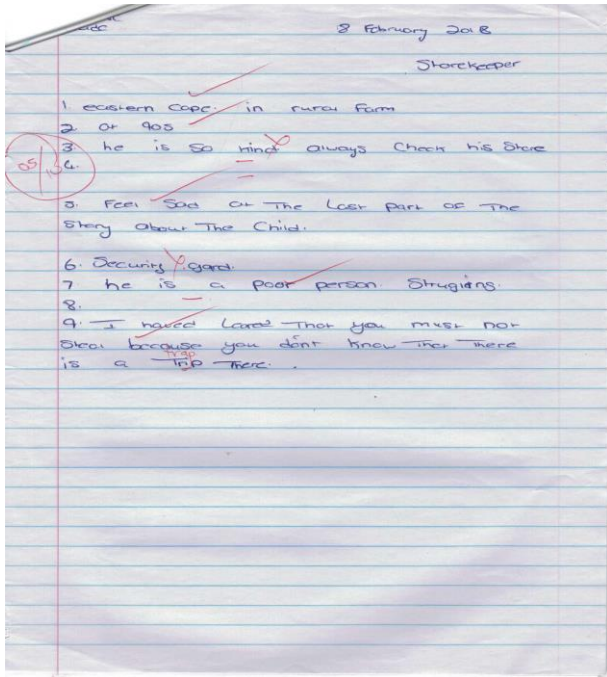 8 February 2018
Storekeeper
1. eastern Cape. in rural farm
2 at 90s
3 he is so kind always Check his Store
4.
05/10
5. Feel Sad at The Last part of The
Story About The Child.
6. Security gard.
7 he is a poor person. Strugling.
8.
9. I haved Lared That you must not
Steal because you don't know That There
trap
is a Trip There.